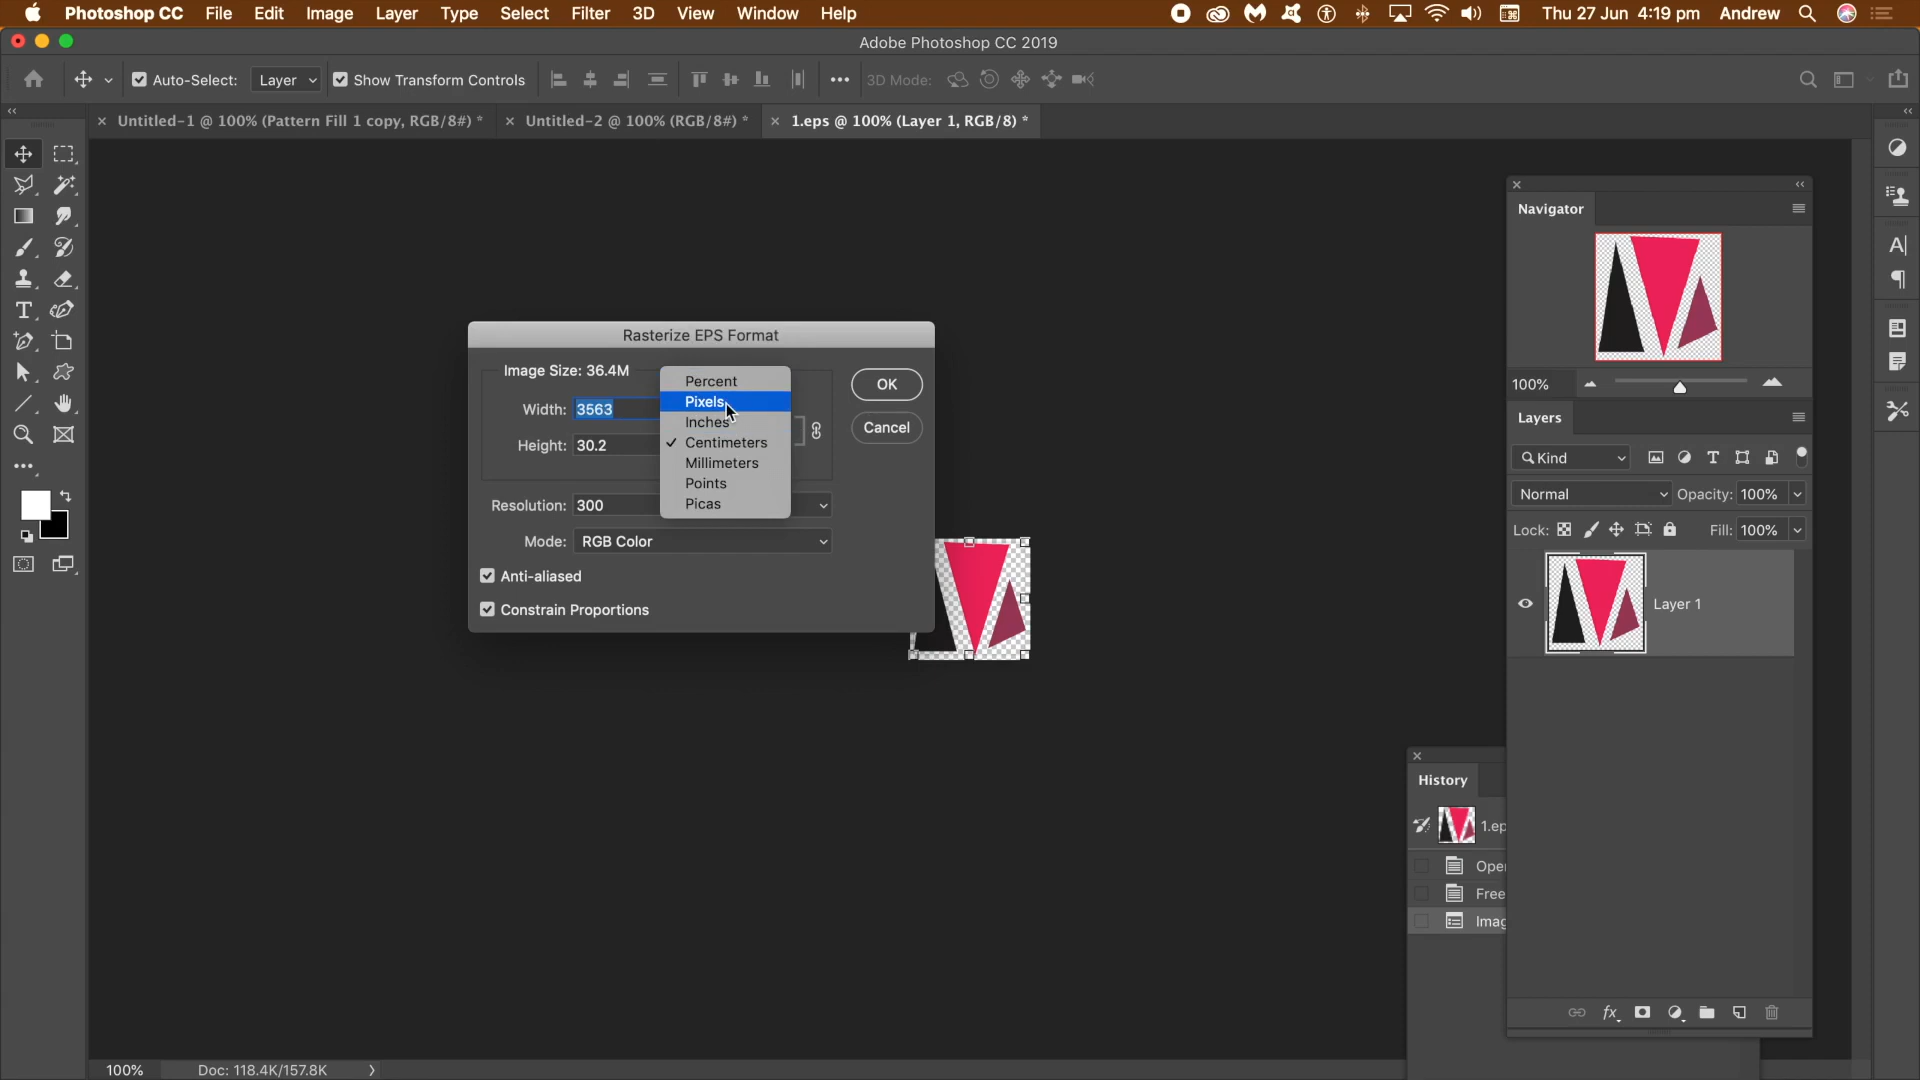 Photoshop CC File Edit Image Layer Type Select Filter 3D View Window Help Thu 27 Jun 4:19 pm Andrew
Adobe Photoshop CC 2019
Auto-Select: Layer Show Transform Controls 3D Mode:
Untitled-1 @ 100% (Pattern Fill 1 copy, RGB/8#) * Untitled-2 @ 100% (RGB/8#) * 1.eps @ 100% (Layer 1, RGB/8) *
Navigator
100%
Layers
Kind
Normal Opacity: 100%
Lock: Fill: 100%
Layer 1
Rasterize EPS Format
Image Size: 36.4M
Width: 3563
Height: 30.2
Resolution: 300
Mode: RGB Color
Anti-aliased
Constrain Proportions
OK
Cancel
Percent
Pixels
Inches
Centimeters
Millimeters
Points
Picas
History
1.ep
Open
Free
Imag
fx
100% Doc: 118.4K/157.8K